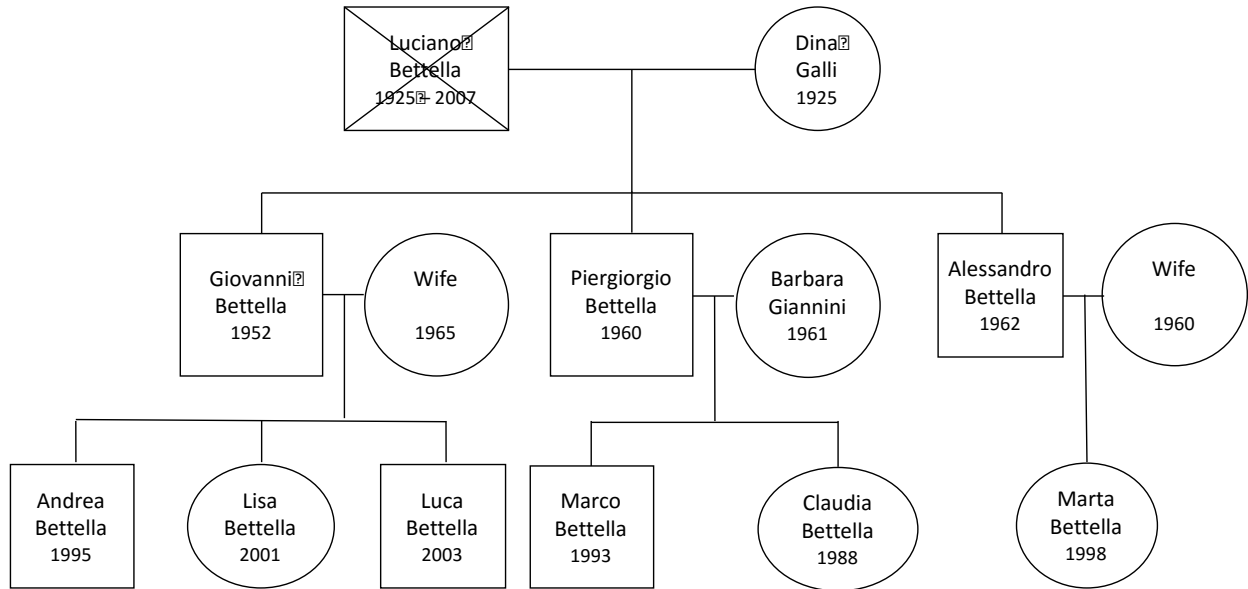 Luciano
Bettella
1925 – 2007
Dina
Galli
1925
Giovanni
Bettella
1952
Wife
1965
Piergiorgio
Bettella
1960
Barbara
Giannini
1961
Alessandro
Bettella
1962
Wife
1960
Andrea
Bettella
1995
Lisa
Bettella
2001
Luca
Bettella
2003
Marco
Bettella
1993
Claudia
Bettella
1988
Marta
Bettella
1998